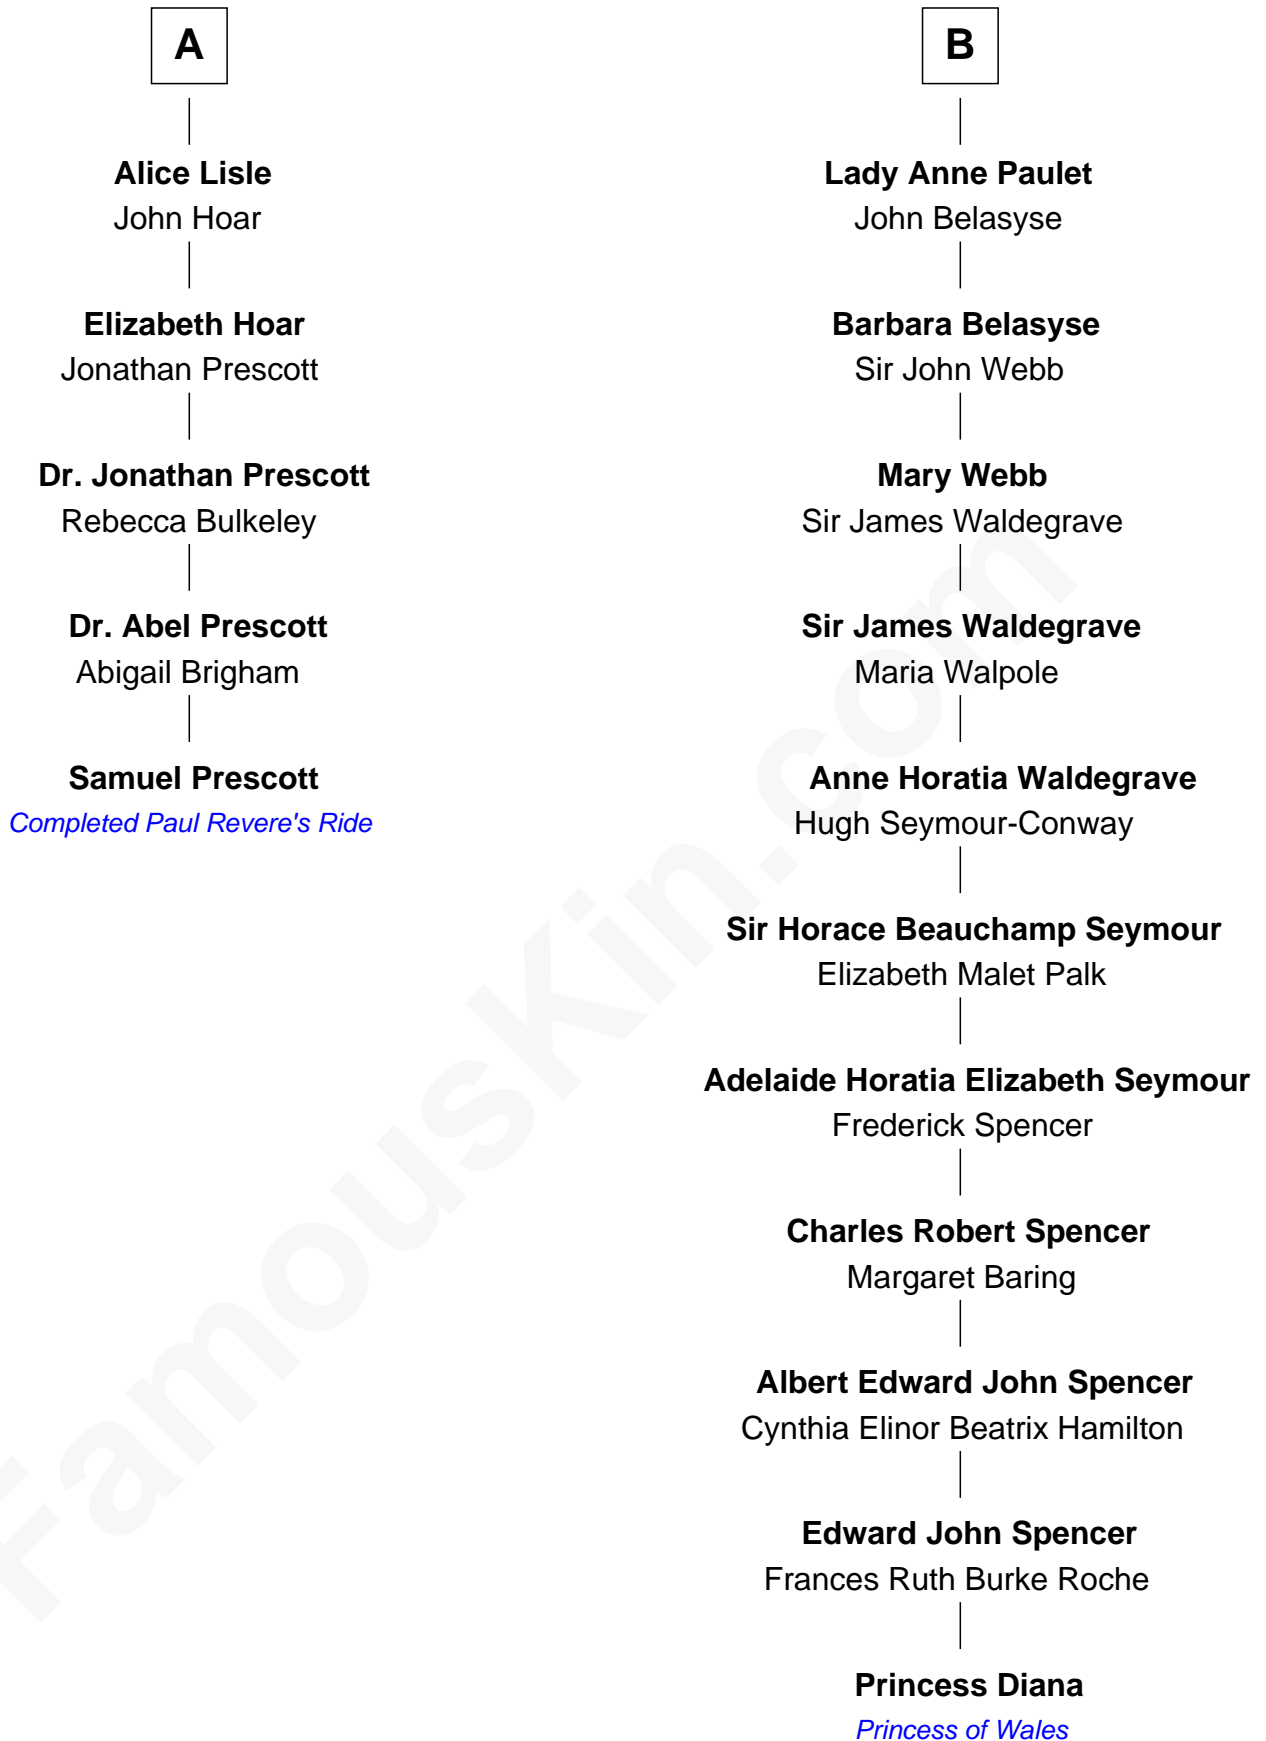 A
Alice Lisle
John Hoar
Elizabeth Hoar
Jonathan Prescott
Dr. Jonathan Prescott
Rebecca Bulkeley
Dr. Abel Prescott
Abigail Brigham
Samuel Prescott
Completed Paul Revere's Ride
B
Lady Anne Paulet
John Belasyse
Barbara Belasyse
Sir John Webb
Mary Webb
Sir James Waldegrave
Sir James Waldegrave
Maria Walpole
Anne Horatia Waldegrave
Hugh Seymour-Conway
Sir Horace Beauchamp Seymour
Elizabeth Malet Palk
Adelaide Horatia Elizabeth Seymour
Frederick Spencer
Charles Robert Spencer
Margaret Baring
Albert Edward John Spencer
Cynthia Elinor Beatrix Hamilton
Edward John Spencer
Frances Ruth Burke Roche
Princess Diana
Princess of Wales
FamousKin.com